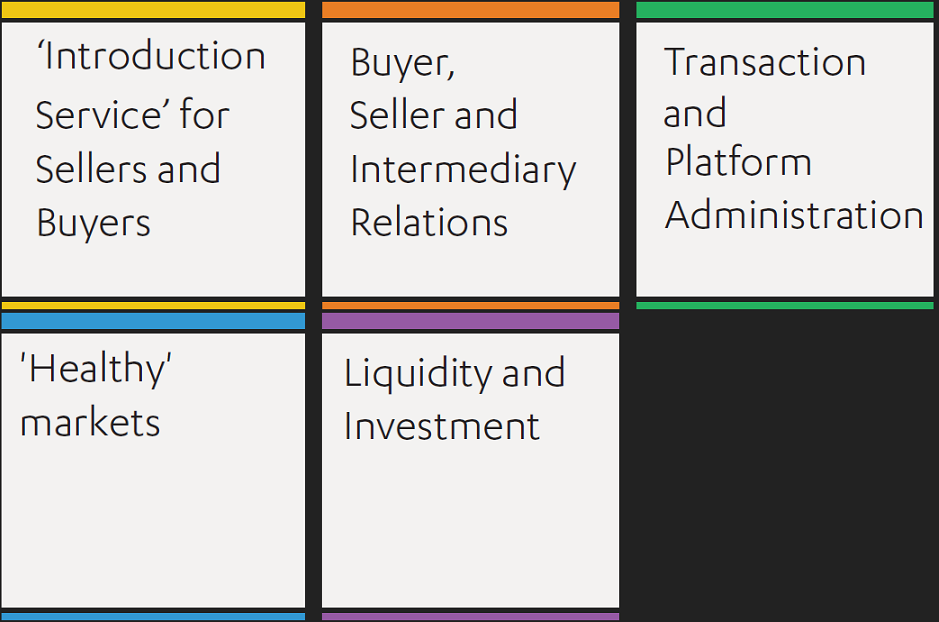 ‘Introduction
Service’ for
Sellers and
Buyers
Buyer,
Seller and
Intermediary
Relations
Transaction
and
Platform
Administration
'Healthy'
markets
Liquidity and
Investment